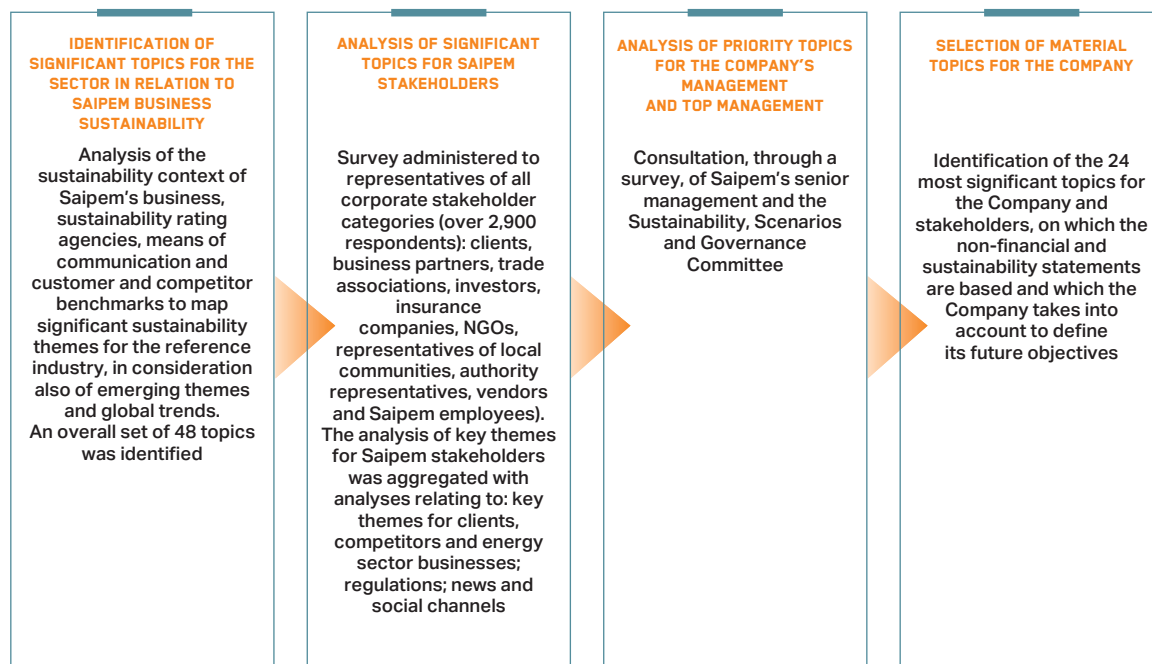 IDENTIFICATION OF
SIGNIFICANT TOPICS FOR THE
SECTOR IN RELATION TO
SAIPEM BUSINESS
SUSTAINABILITY
Analysis of the
sustainability context of
Saipem's business,
sustainability rating
agencies, means of
communication and
customer and competitor
benchmarks to map
significant sustainability
themes for the reference
industry, in consideration
also of emerging themes
and global trends.
An overall set of 48 topics
was identified
ANALYSIS OF SIGNIFICANT
TOPICS FOR SAIPEM
STAKEHOLDERS
Survey administered to
representatives of all
corporate stakeholder
categories (over 2,900
respondents): clients,
business partners, trade
associations, investors,
insurance
companies, NGOs,
representatives of local
communities, authority
representatives, vendors
and Saipem employees).
The analysis of key themes
for Saipem stakeholders
was aggregated with
analyses relating to: key
themes for clients,
competitors and energy
sector businesses;
regulations; news and
social channels
ANALYSIS OF PRIORITY TOPICS
FOR THE COMPANY'S
MANAGEMENT
AND TOP MANAGEMENT
Consultation, through a
survey, of Saipem's senior
management and the
Sustainability, Scenarios
and Governance
Committee
SELECTION OF MATERIAL
TOPICS FOR THE COMPANY
Identification of the 24
most significant topics for
the Company and
stakeholders, on which the
non-financial and
sustainability statements
are based and which the
Company takes into
account to define
its future objectives